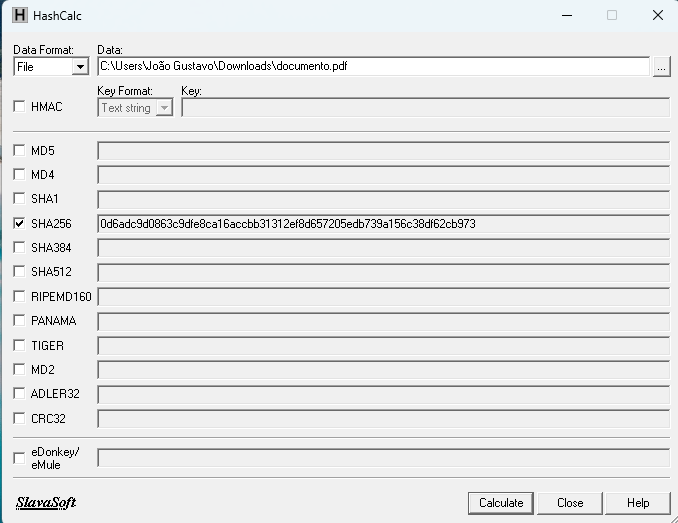 HashCalc
Data Format: Data:
File C:\Users\João Gustavo\Downloads\documento.pdf ...
Key Format: Key:
HMAC Text string
MD5
MD4
SHA1
SHA256 0d6adc9d0863c9dfe8ca16accbb31312ef8d657205edb739a156c38df62cb973
SHA384
SHA512
RIPEMD160
PANAMA
TIGER
MD2
ADLER32
CRC32
eDonkey/
eMule
SlavaSoft Calculate Close Help